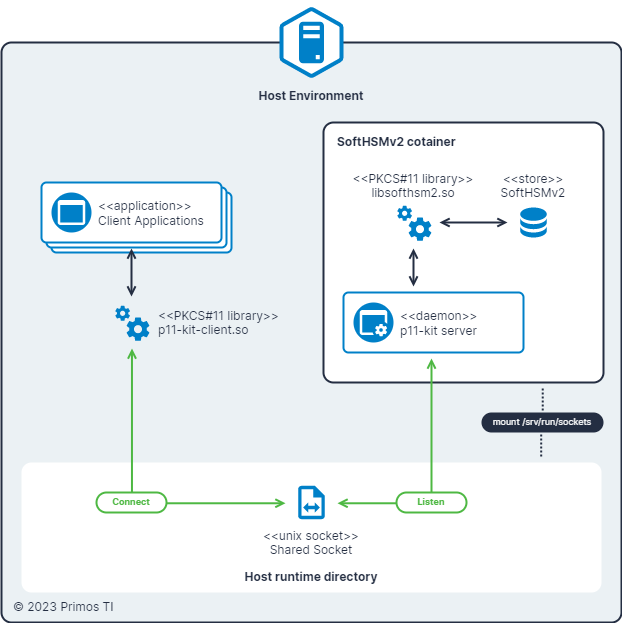 Host Environment
SoftHSMv2 cotainer
<<PKCS#11 library>>
libsofthsm2.so
<<store>>
SoftHSMv2
<<application>>
Client Applications
<<PKCS#11 library>>
p11-kit-client.so
<<daemon>>
p11-kit server
mount /srv/run/sockets
Connect
Listen
<<unix socket>>
Shared Socket
Host runtime directory
© 2023 Primos TI